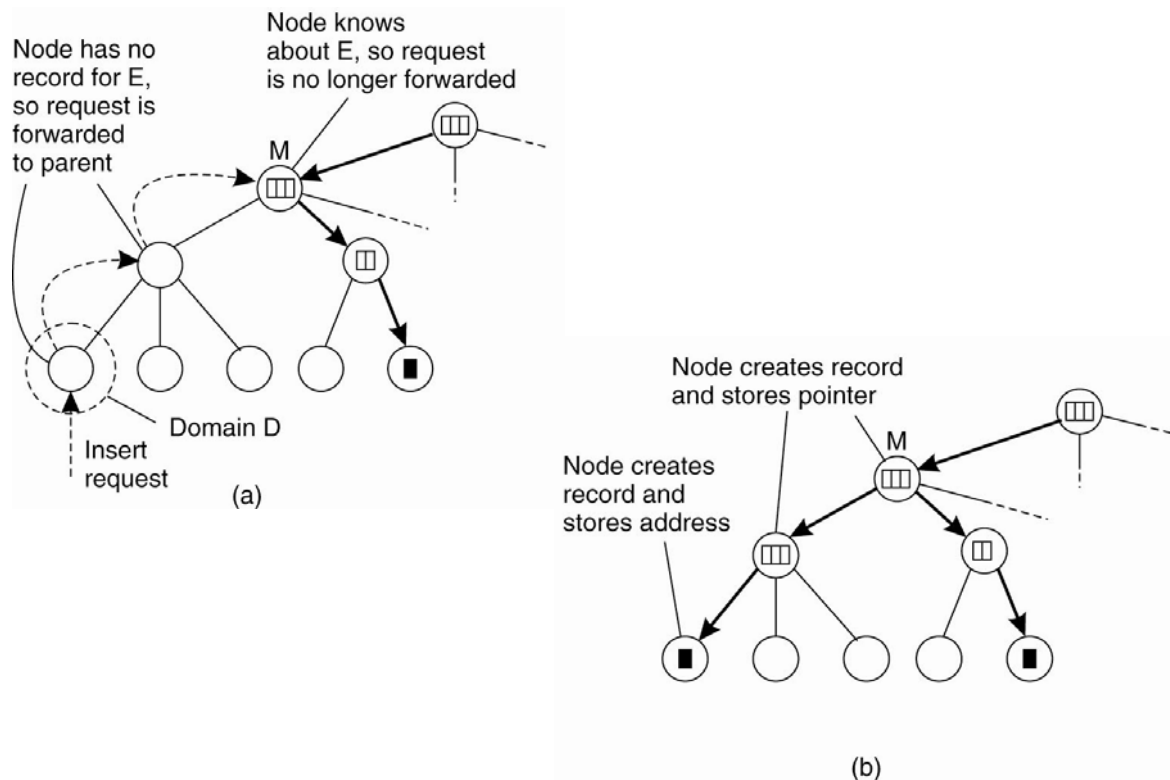 Node has no
record for E,
so request is
forwarded
to parent
Node knows
about E, so request
is no longer forwarded
M
Domain D
Insert
request
(a)
Node creates record
and stores pointer
M
Node creates
record and
stores address
(b)